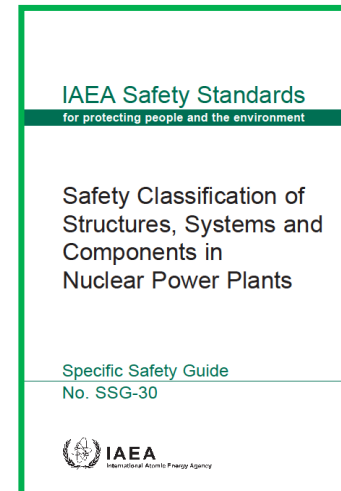 IAEA Safety Standards
for protecting people and the environment
Safety Classification of
Structures, Systems and
Components in
Nuclear Power Plants
Specific Safety Guide
No. SSG-30
IAEA
International Atomic Energy Agency